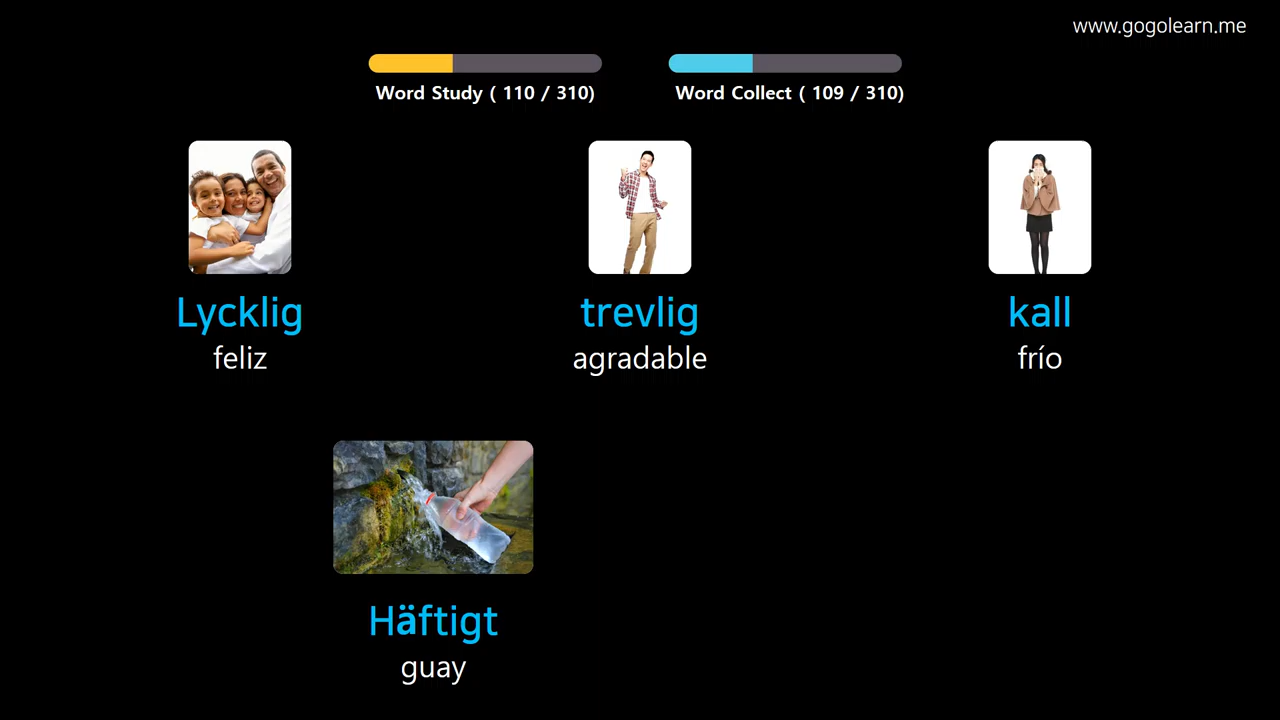 www.gogolearn.me
Word Study ( 110 / 310)
Word Collect ( 109 / 310)
Lycklig
feliz
trevlig
agradable
kall
frío
Häftigt
guay